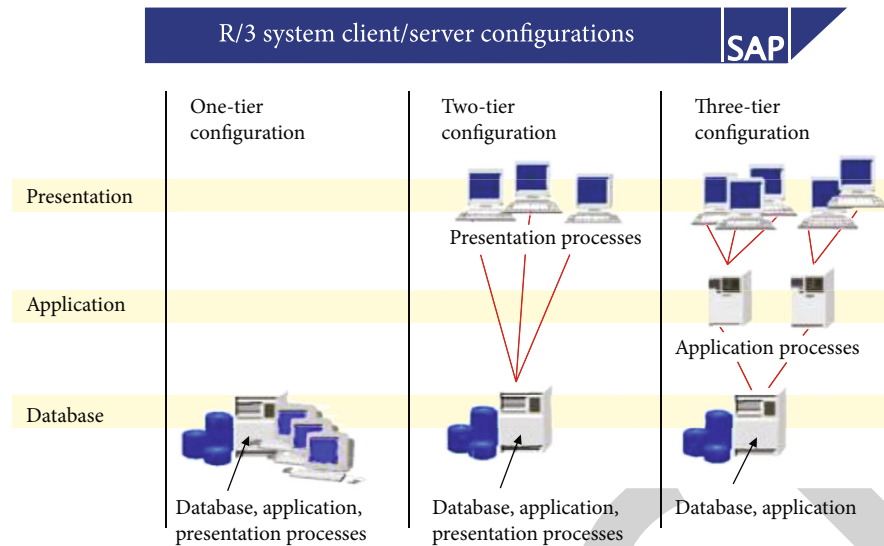 R/3 system client/server configurations
SAP
One-tier
configuration
Two-tier
configuration
Three-tier
configuration
Presentation
Presentation processes
Application
Application processes
Database
Database, application,
presentation processes
Database, application,
presentation processes
Database, application